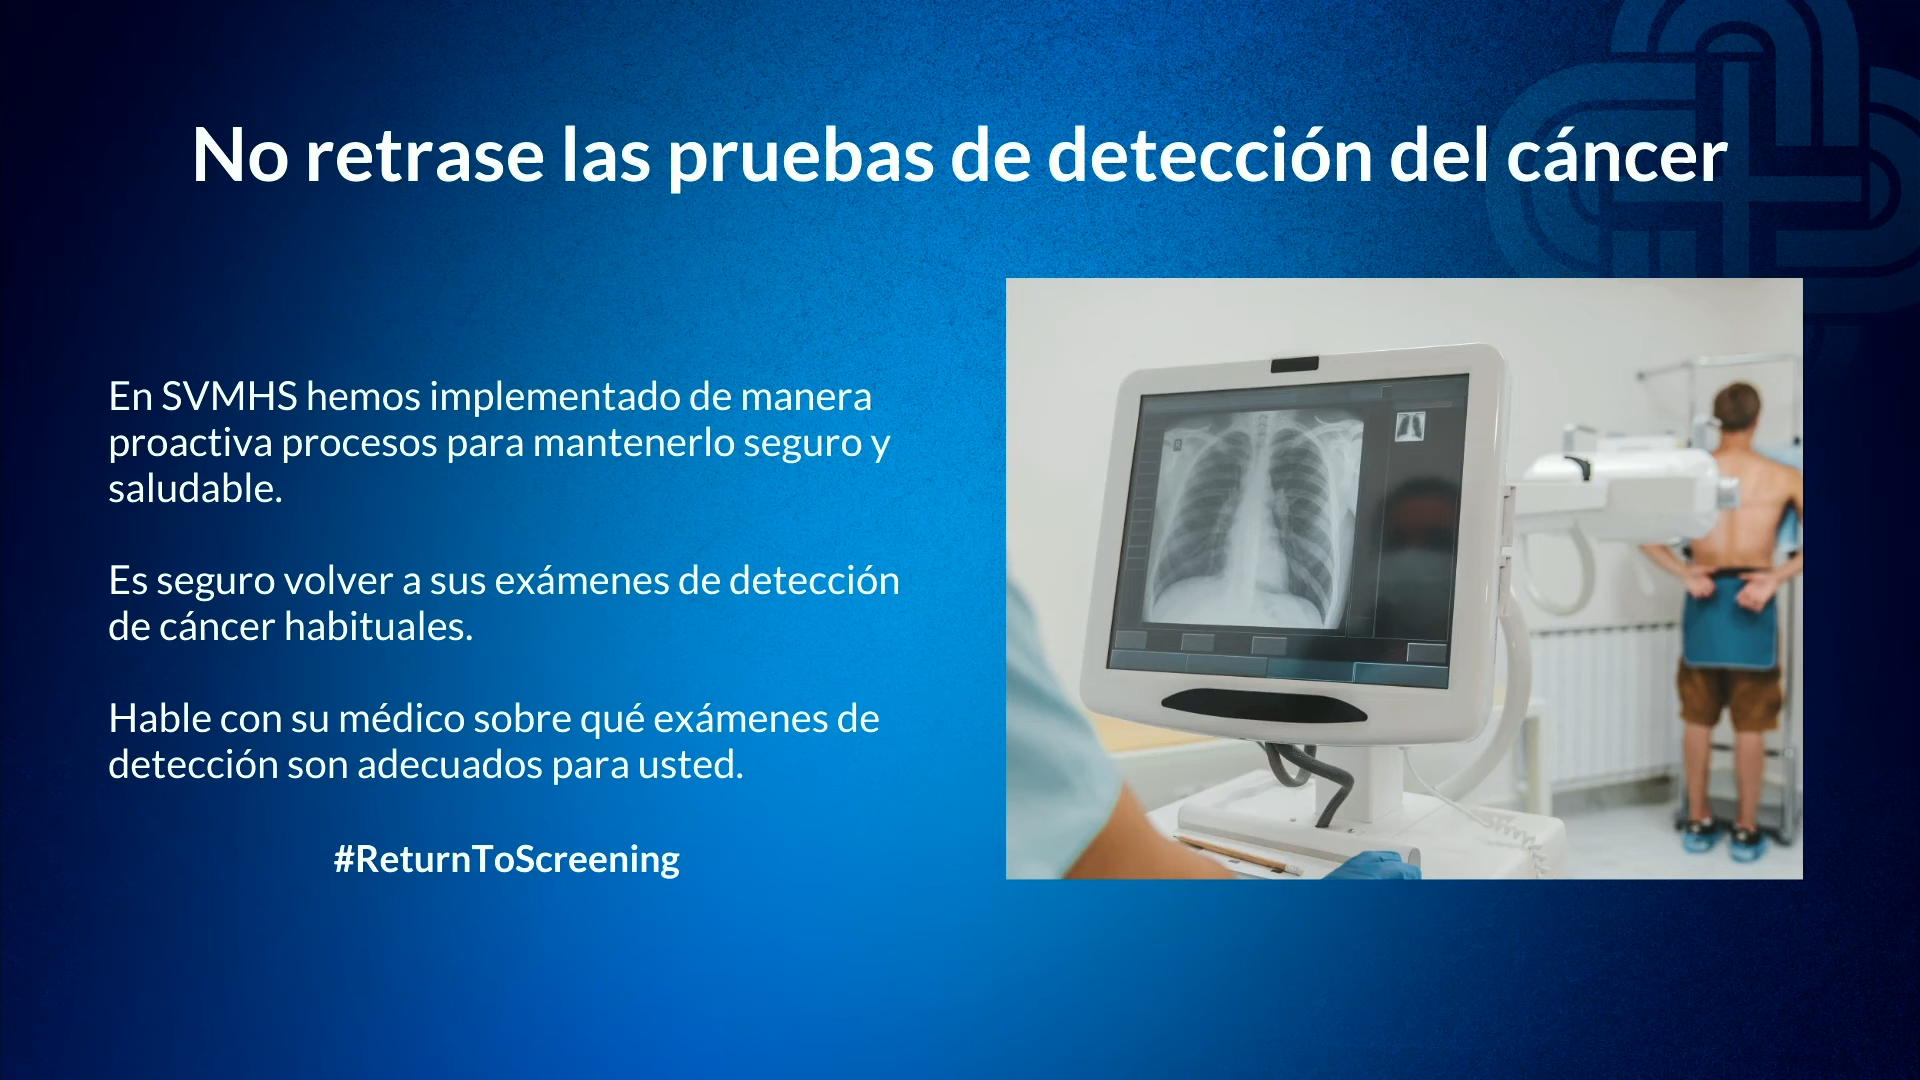 No retrase las pruebas de detección del cáncer
En SVMHS hemos implementado de manera
proactiva procesos para mantenerlo seguro y
saludable.
Es seguro volver a sus exámenes de detección
de cáncer habituales.
Hable con su médico sobre qué exámenes de
detección son adecuados para usted.
#ReturnToScreening